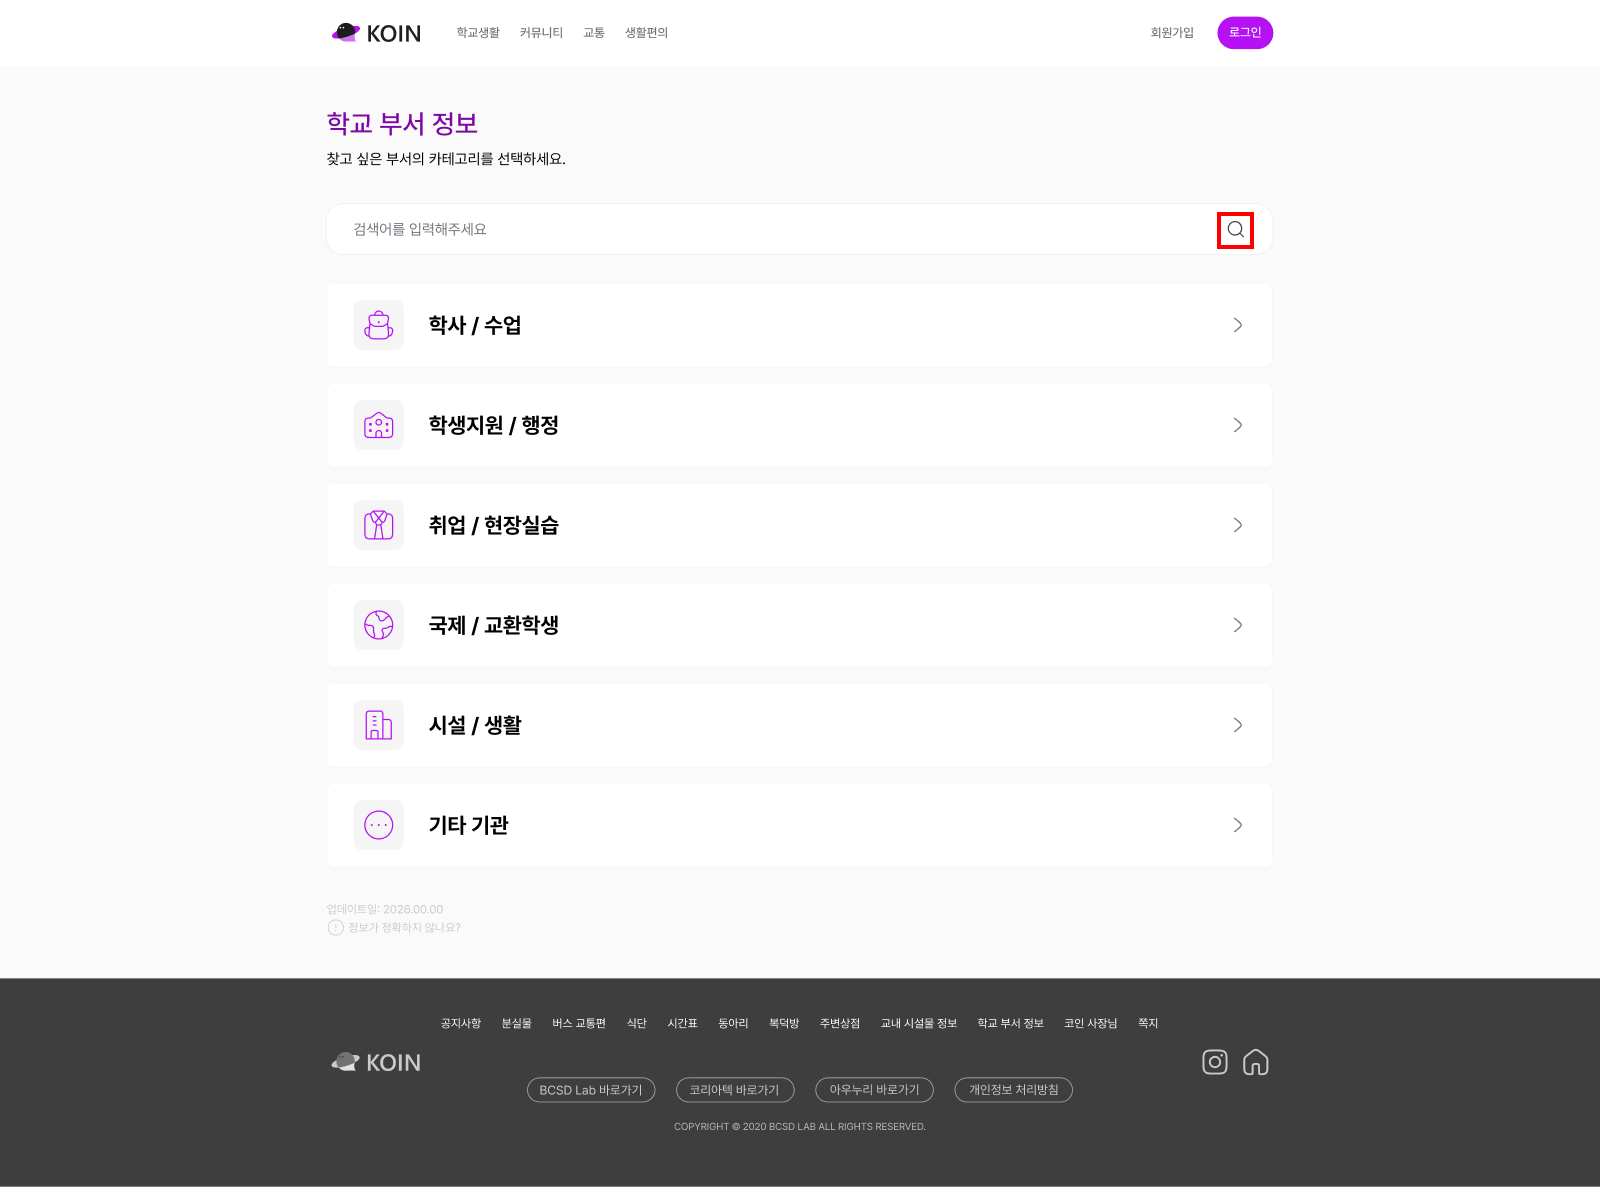 KOIN 학교생활 커뮤니티 교통 생활편의 회원가입 로그인
학교 부서 정보
찾고 싶은 부서의 카테고리를 선택하세요.
검색어를 입력해주세요
학사 / 수업
학생지원 / 행정
취업 / 현장실습
국제 / 교환학생
시설 / 생활
기타 기관
업데이트일: 2026.00.00
정보가 정확하지 않나요?
공지사항 분실물 버스 교통편 식단 시간표 동아리 복덕방 주변상점 교내 시설물 정보 학교 부서 정보 코인 사장님 쪽지
KOIN
BCSD Lab 바로가기 코리아텍 바로가기 아우누리 바로가기 개인정보 처리방침
COPYRIGHT © 2020 BCSD LAB ALL RIGHTS RESERVED.